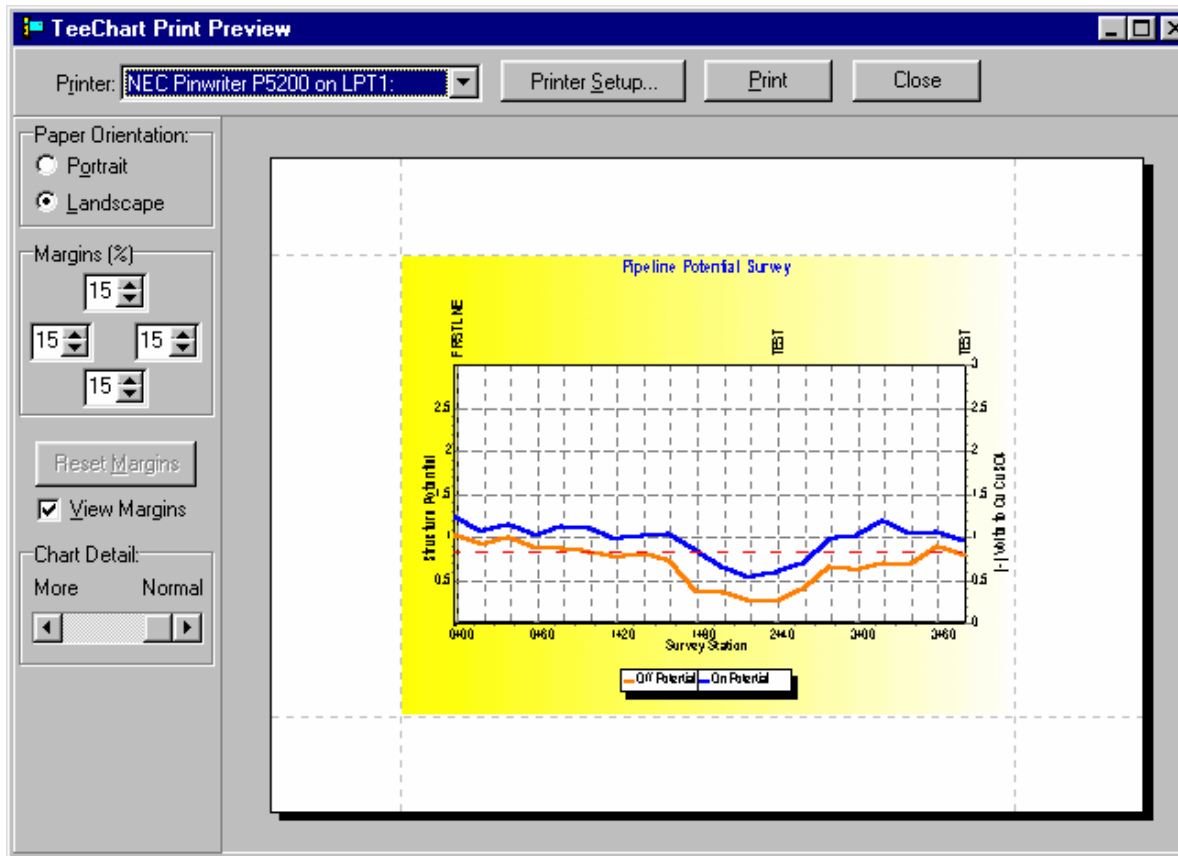 TeeChart Print Preview
Printer: NEC Pinwriter P5200 on LPT1: Printer Setup... Print Close
Paper Orientation:
Portrait
Landscape
Margins (%)
15
15 15
15
Reset Margins
View Margins
Chart Detail:
More Normal
Pipeline Potential Survey
FIRST LINE TEST TEST
3
2.5 2.5
2 2
1.5 1.5
1 1
0.5 0.5
0
Structure Potential
[-] Volts to Cu CuSO4
0+00 0+60 1+20 1+80 2+40 3+00 3+60
Survey Station
Off Potential On Potential